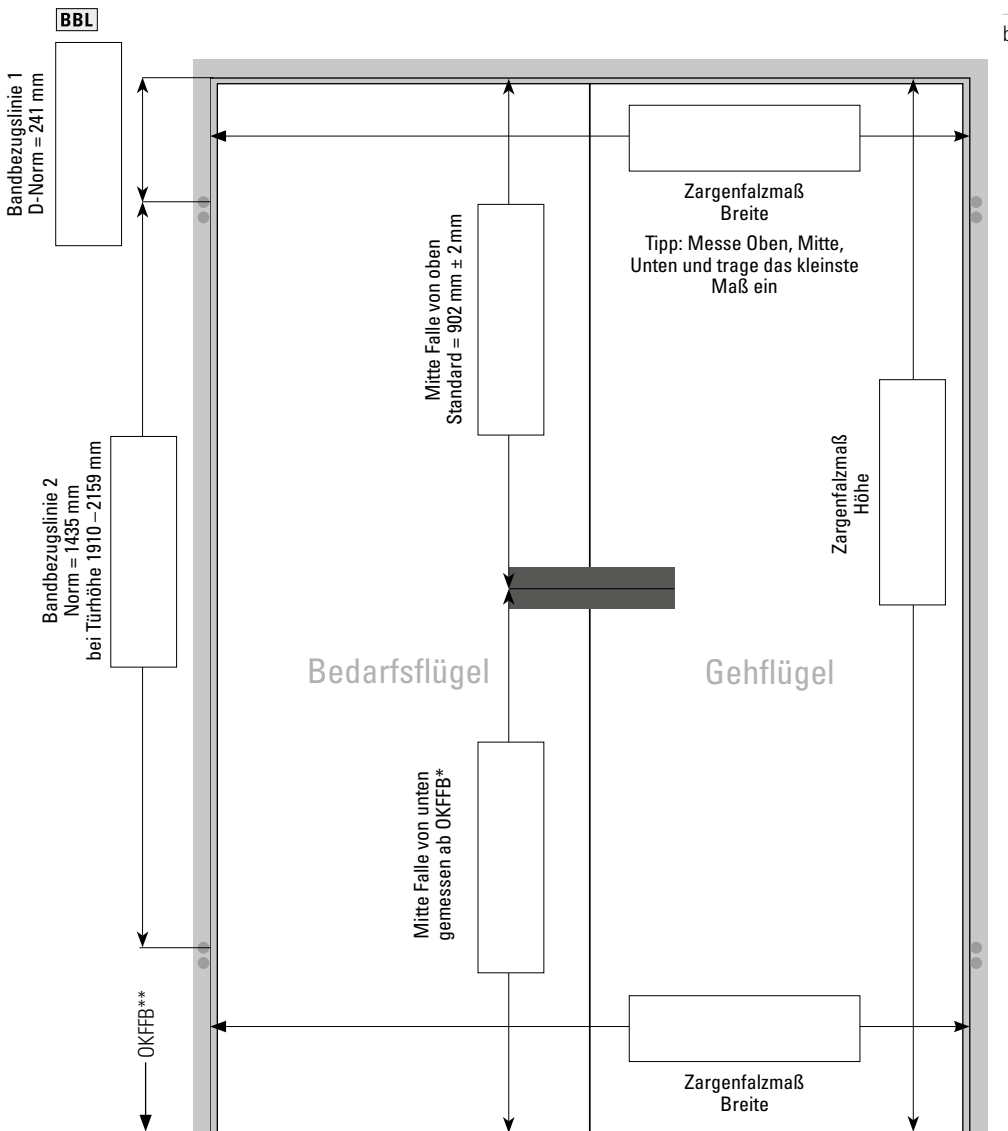 BBL
b
Bandbezugslinie 1
D-Norm = 241 mm
Zargenfalzmaß
Breite
Tipp: Messe Oben, Mitte,
Unten und trage das kleinste
Maß ein
Mitte Falle von oben
Standard = 902 mm ± 2 mm
Bandbezugslinie 2
Norm = 1435 mm
bei Türhöhe 1910 – 2159 mm
Zargenfalzmaß
Höhe
Bedarfsflügel
Gehflügel
Mitte Falle von unten
gemessen ab OKFFB*
OKFFB**
Zargenfalzmaß
Breite